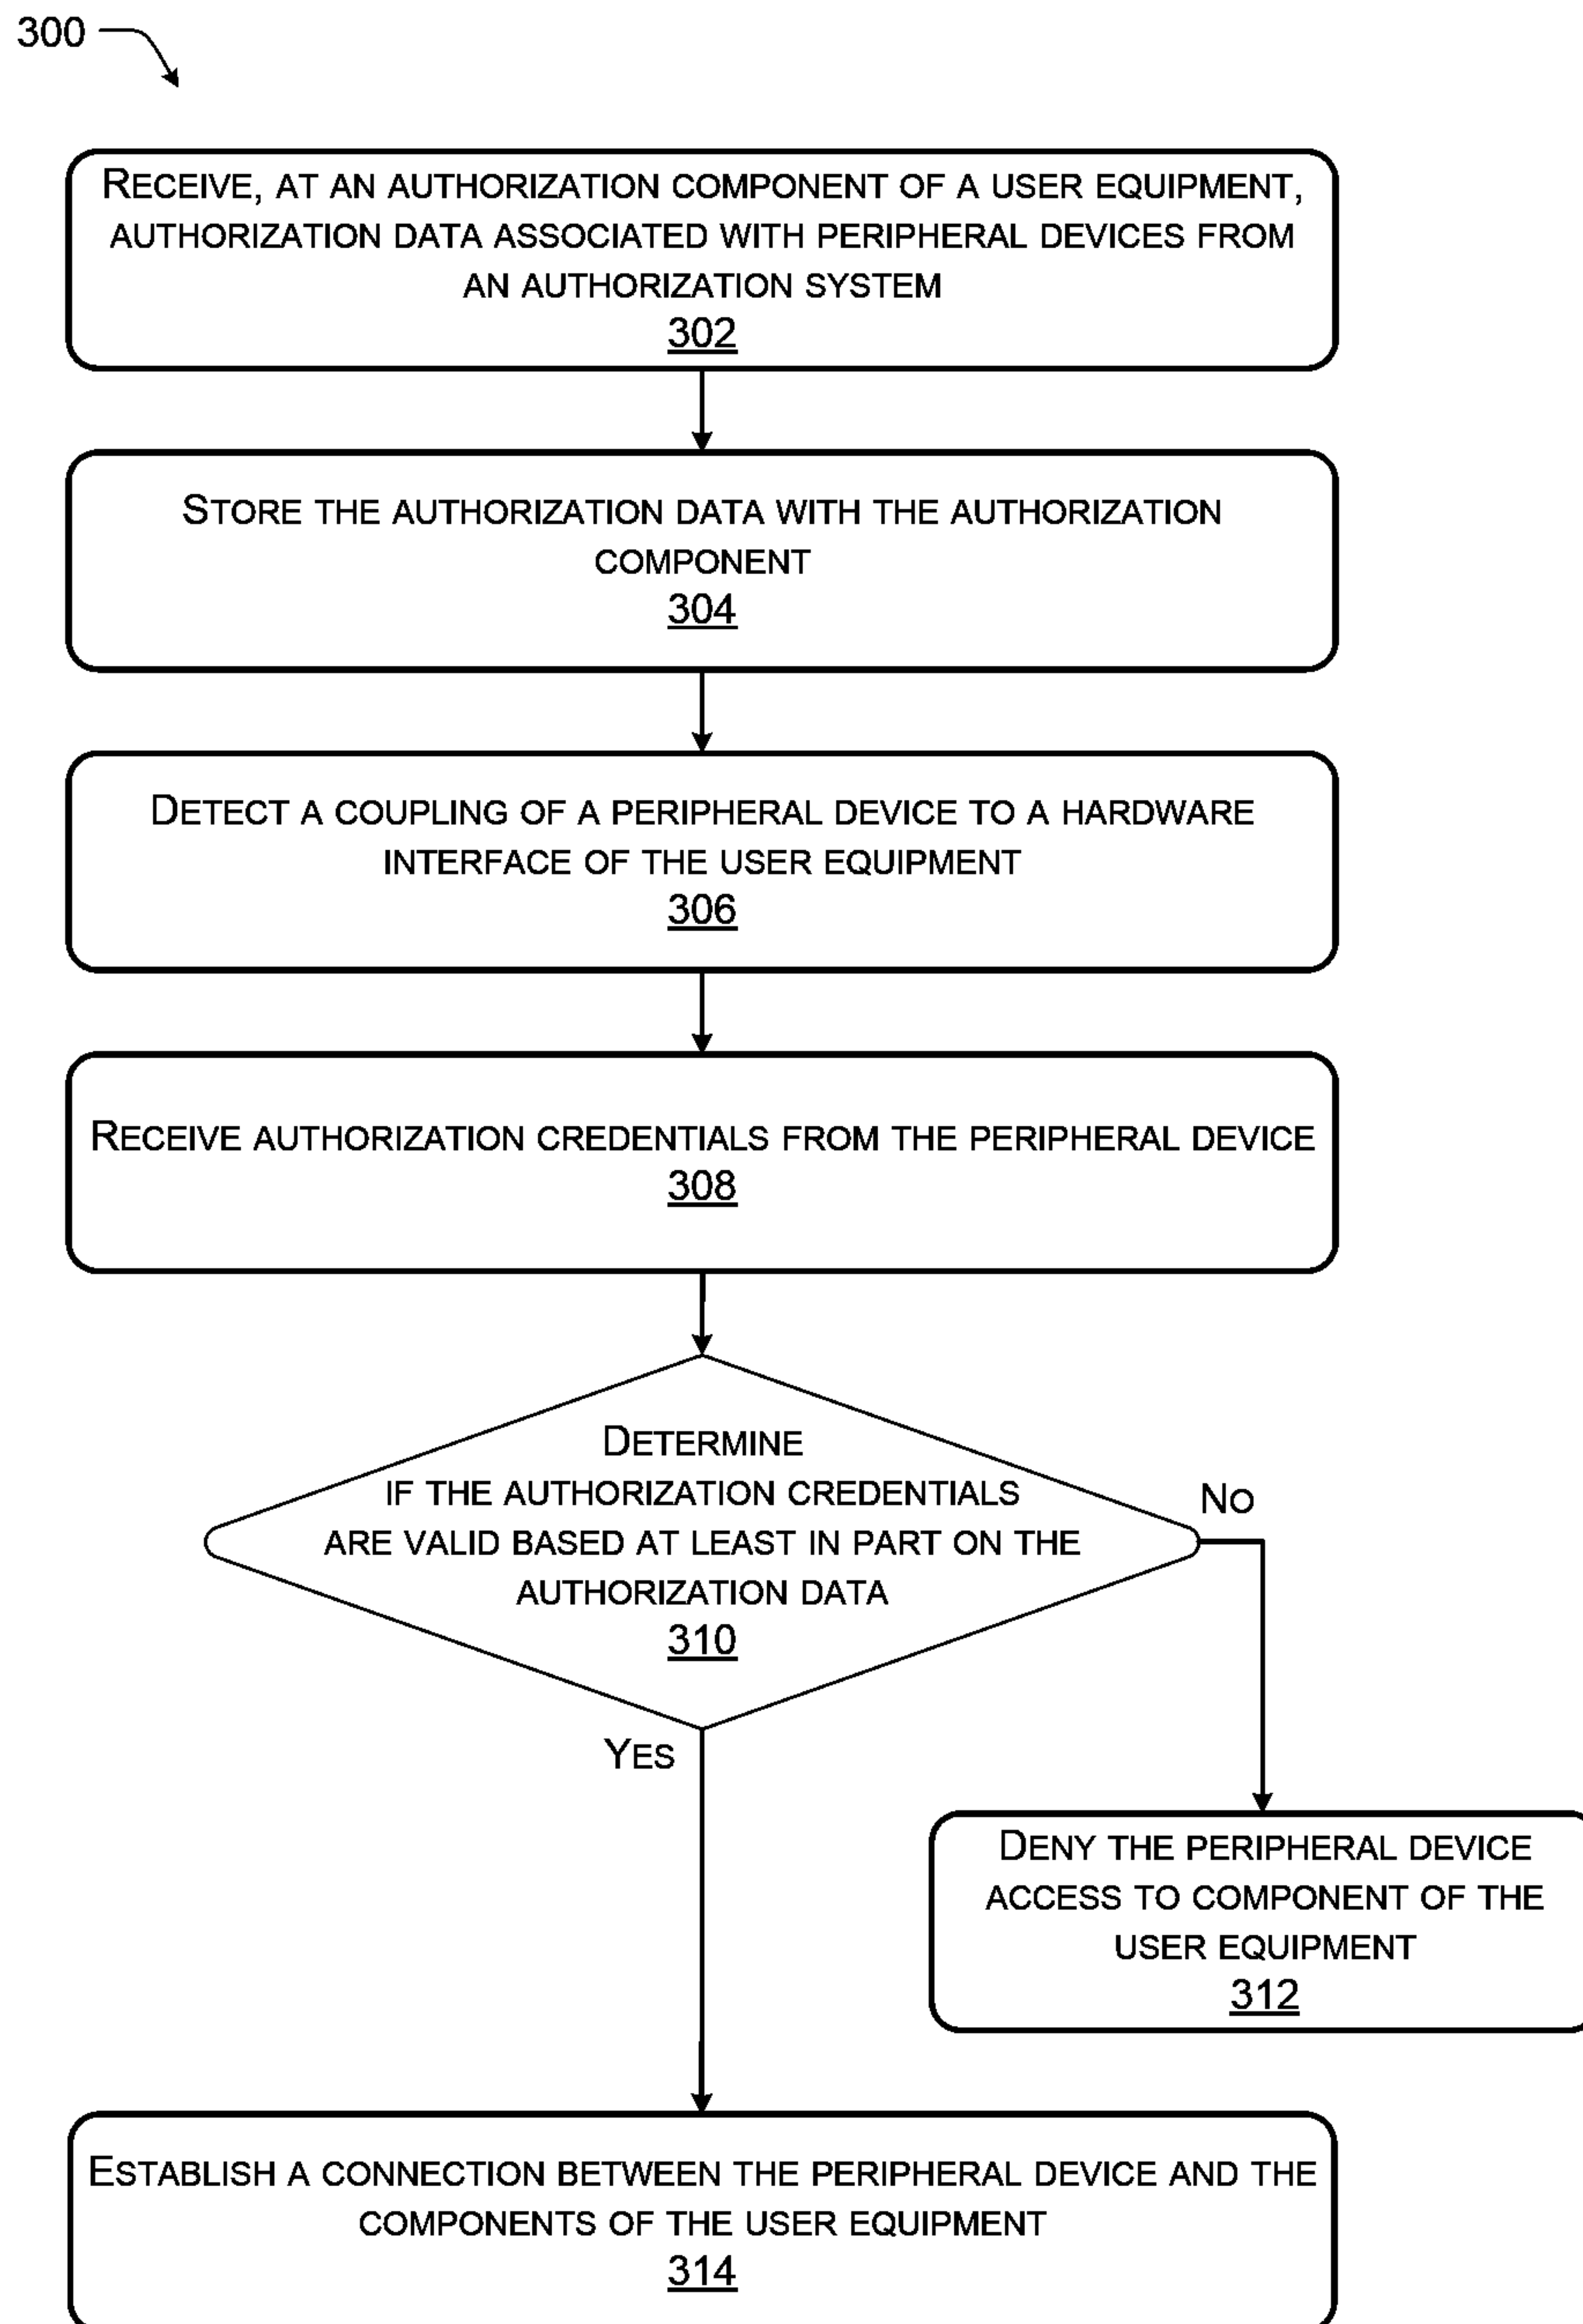 300
RECEIVE, AT AN AUTHORIZATION COMPONENT OF A USER EQUIPMENT,
AUTHORIZATION DATA ASSOCIATED WITH PERIPHERAL DEVICES FROM
AN AUTHORIZATION SYSTEM
302
STORE THE AUTHORIZATION DATA WITH THE AUTHORIZATION
COMPONENT
304
DETECT A COUPLING OF A PERIPHERAL DEVICE TO A HARDWARE
INTERFACE OF THE USER EQUIPMENT
306
RECEIVE AUTHORIZATION CREDENTIALS FROM THE PERIPHERAL DEVICE
308
DETERMINE
IF THE AUTHORIZATION CREDENTIALS
ARE VALID BASED AT LEAST IN PART ON THE
AUTHORIZATION DATA
310
NO
YES
DENY THE PERIPHERAL DEVICE
ACCESS TO COMPONENT OF THE
USER EQUIPMENT
312
ESTABLISH A CONNECTION BETWEEN THE PERIPHERAL DEVICE AND THE
COMPONENTS OF THE USER EQUIPMENT
314